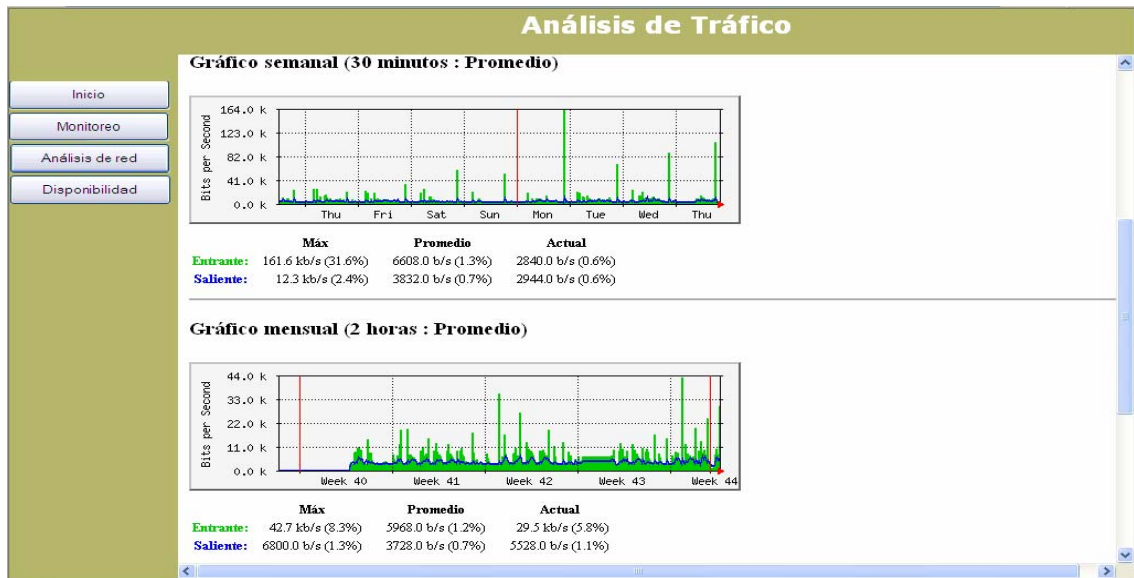 Análisis de Tráfico
Inicio
Monitoreo
Análisis de red
Disponibilidad
Gráfico semanal (30 minutos : Promedio)
Bits per Second
164.0 k
123.0 k
82.0 k
41.0 k
0.0 k
Thu Fri Sat Sun Mon Tue Wed Thu
Máx Promedio Actual
Entrante: 161.6 kb/s (31.6%) 6608.0 b/s (1.3%) 2840.0 b/s (0.6%)
Saliente: 12.3 kb/s (2.4%) 3832.0 b/s (0.7%) 2944.0 b/s (0.6%)
Gráfico mensual (2 horas : Promedio)
Bits per Second
44.0 k
33.0 k
22.0 k
11.0 k
0.0 k
Week 40 Week 41 Week 42 Week 43 Week 44
Máx Promedio Actual
Entrante: 42.7 kb/s (8.3%) 5968.0 b/s (1.2%) 29.5 kb/s (5.8%)
Saliente: 6800.0 b/s (1.3%) 3728.0 b/s (0.7%) 5528.0 b/s (1.1%)